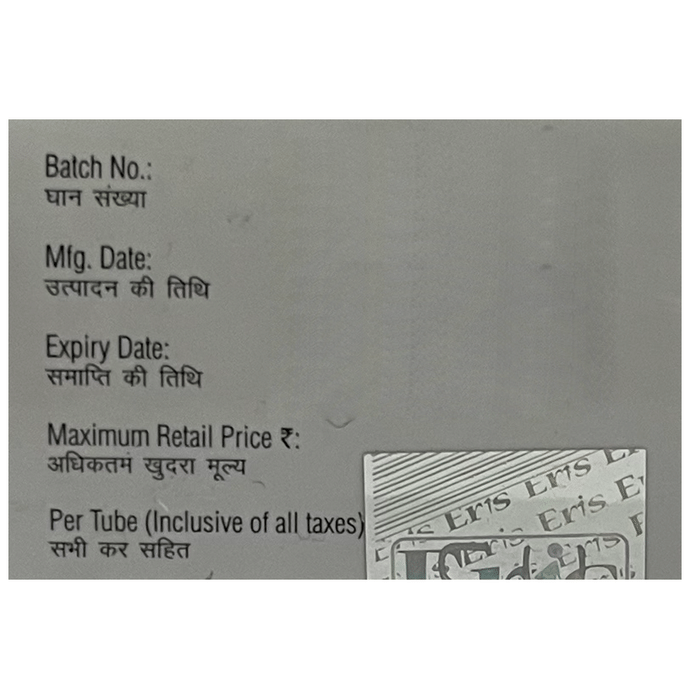 Batch No.:
घान संख्या
Mfg. Date:
उत्पादन की तिथि
Expiry Date:
समाप्ति की तिथि
Maximum Retail Price ₹:
अधिकतम खुदरा मूल्य
Per Tube (Inclusive of all taxes)
सभी कर सहित
Eris Eris
Eris Eris
Eris